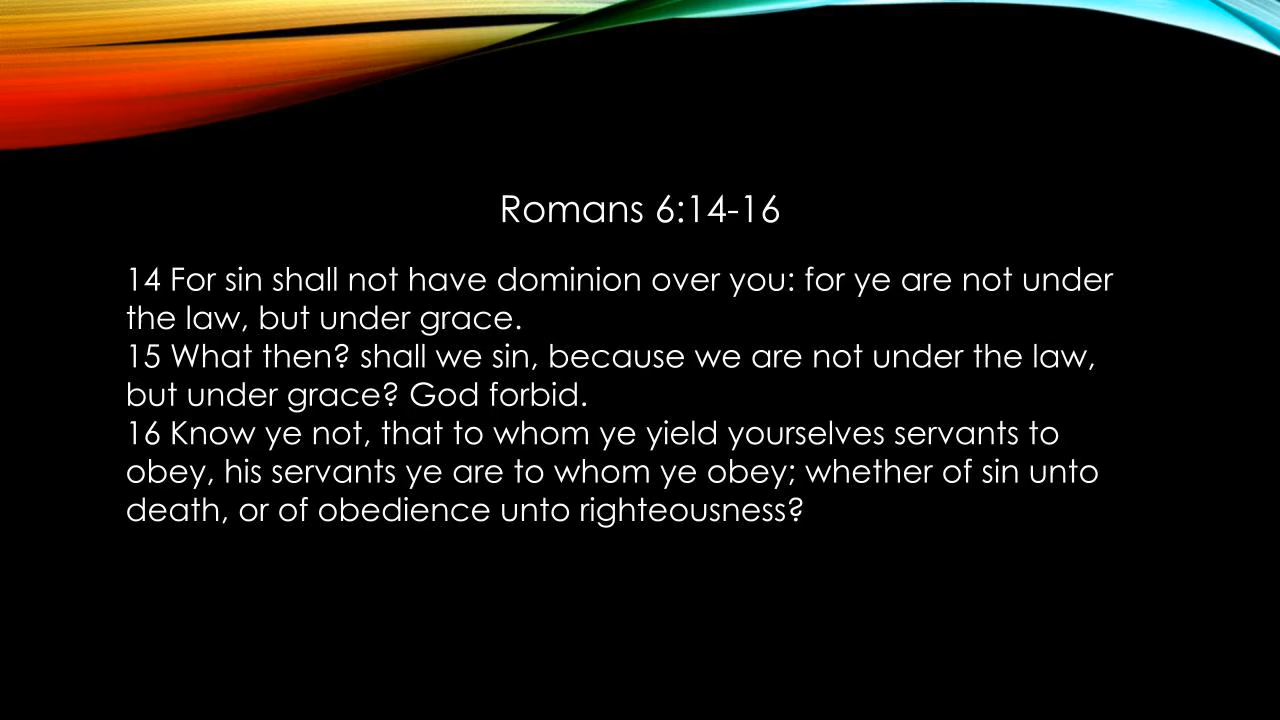 Romans 6:14-16
14 For sin shall not have dominion over you: for ye are not under
the law, but under grace.
15 What then? shall we sin, because we are not under the law,
but under grace? God forbid.
16 Know ye not, that to whom ye yield yourselves servants to
obey, his servants ye are to whom ye obey; whether of sin unto
death, or of obedience unto righteousness?